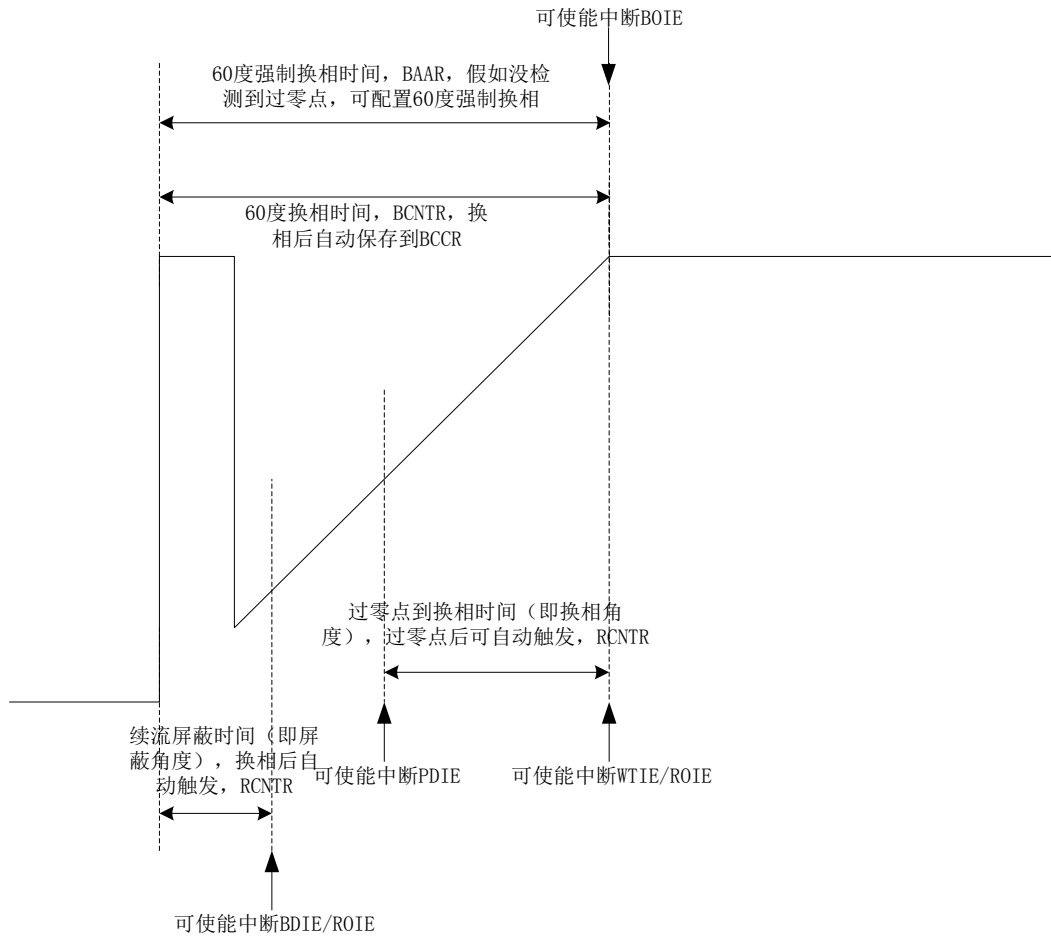 可使能中断BOIE
60度强制换相时间，BAAR，假如没检
测到过零点，可配置60度强制换相
60度换相时间，BCNTR，换
相后自动保存到BCCR
过零点到换相时间（即换相角
度），过零点后可自动触发，RCNTR
续流屏蔽时间（即屏
蔽角度），换相后自
动触发，RCNTR
可使能中断PDIE
可使能中断WTIE/ROIE
可使能中断BDIE/ROIE